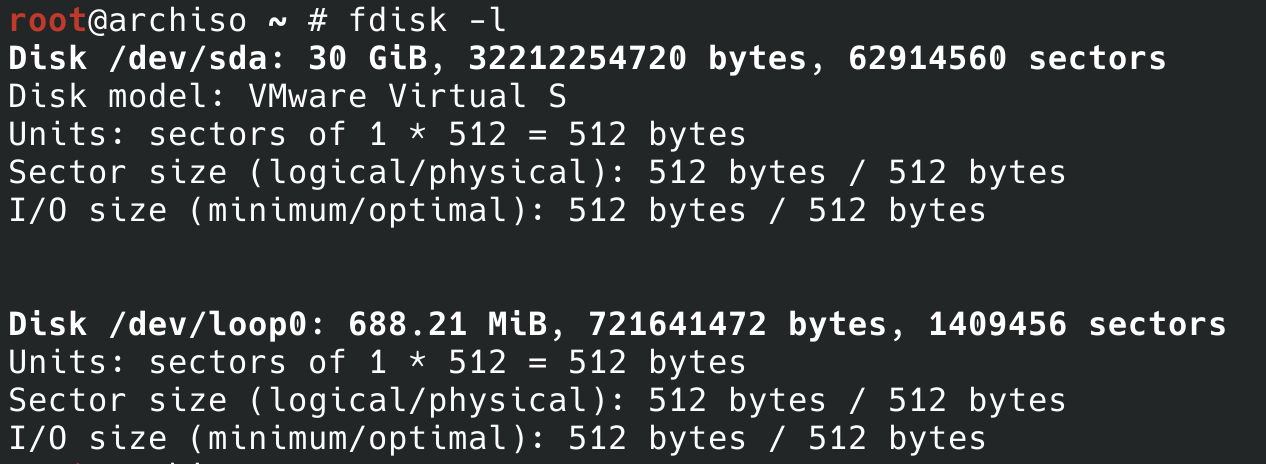 root@archiso ~ # fdisk -l
Disk /dev/sda: 30 GiB, 32212254720 bytes, 62914560 sectors
Disk model: VMware Virtual S
Units: sectors of 1 * 512 = 512 bytes
Sector size (logical/physical): 512 bytes / 512 bytes
I/O size (minimum/optimal): 512 bytes / 512 bytes
Disk /dev/loop0: 688.21 MiB, 721641472 bytes, 1409456 sectors
Units: sectors of 1 * 512 = 512 bytes
Sector size (logical/physical): 512 bytes / 512 bytes
I/O size (minimum/optimal): 512 bytes / 512 bytes